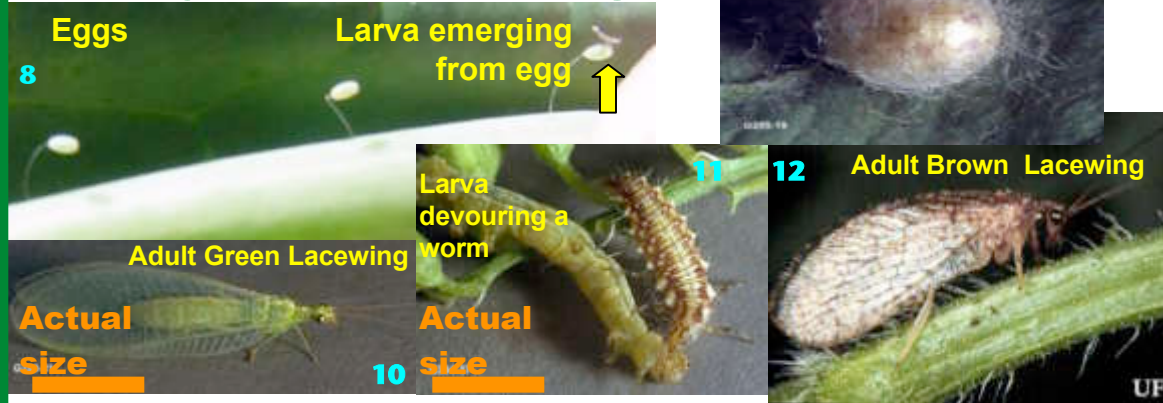 Eggs
Larva emerging
from egg
8
11
Larva
devouring a
worm
12
Adult Brown Lacewing
Adult Green Lacewing
Actual
size
10
Actual
size
UF